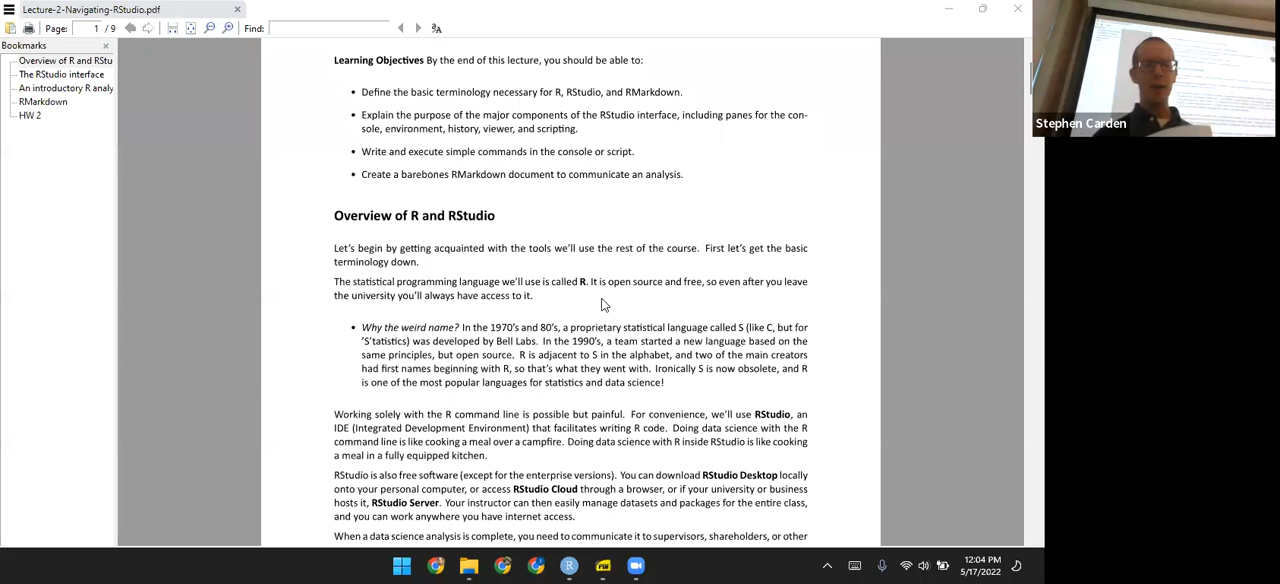 Lecture-2-Navigating-RStudio.pdf
Page: 1 / 9 Find:
Bookmarks
Overview of R and RStu
The RStudio interface
An introductory R analy
RMarkdown
HW 2
Learning Objectives By the end of this lecture, you should be able to:
• Define the basic terminology necessary for R, RStudio, and RMarkdown.
• Explain the purpose of the major components of the RStudio interface, including panes for the con-
sole, environment, history, viewer, and scripting.
• Write and execute simple commands in the console or script.
• Create a barebones RMarkdown document to communicate an analysis.
Overview of R and RStudio
Let's begin by getting acquainted with the tools we'll use the rest of the course. First let's get the basic
terminology down.
The statistical programming language we'll use is called R. It is open source and free, so even after you leave
the university you'll always have access to it.
• Why the weird name? In the 1970's and 80's, a proprietary statistical language called S (like C, but for
'S'tatistics) was developed by Bell Labs. In the 1990's, a team started a new language based on the
same principles, but open source. R is adjacent to S in the alphabet, and two of the main creators
had first names beginning with R, so that's what they went with. Ironically S is now obsolete, and R
is one of the most popular languages for statistics and data science!
Working solely with the R command line is possible but painful. For convenience, we'll use RStudio, an
IDE (Integrated Development Environment) that facilitates writing R code. Doing data science with the R
command line is like cooking a meal over a campfire. Doing data science with R inside RStudio is like cooking
a meal in a fully equipped kitchen.
RStudio is also free software (except for the enterprise versions). You can download RStudio Desktop locally
onto your personal computer, or access RStudio Cloud through a browser, or if your university or business
hosts it, RStudio Server. Your instructor can then easily manage datasets and packages for the entire class,
and you can work anywhere you have internet access.
When a data science analysis is complete, you need to communicate it to supervisors, shareholders, or other
Stephen Carden
12:04 PM
5/17/2022